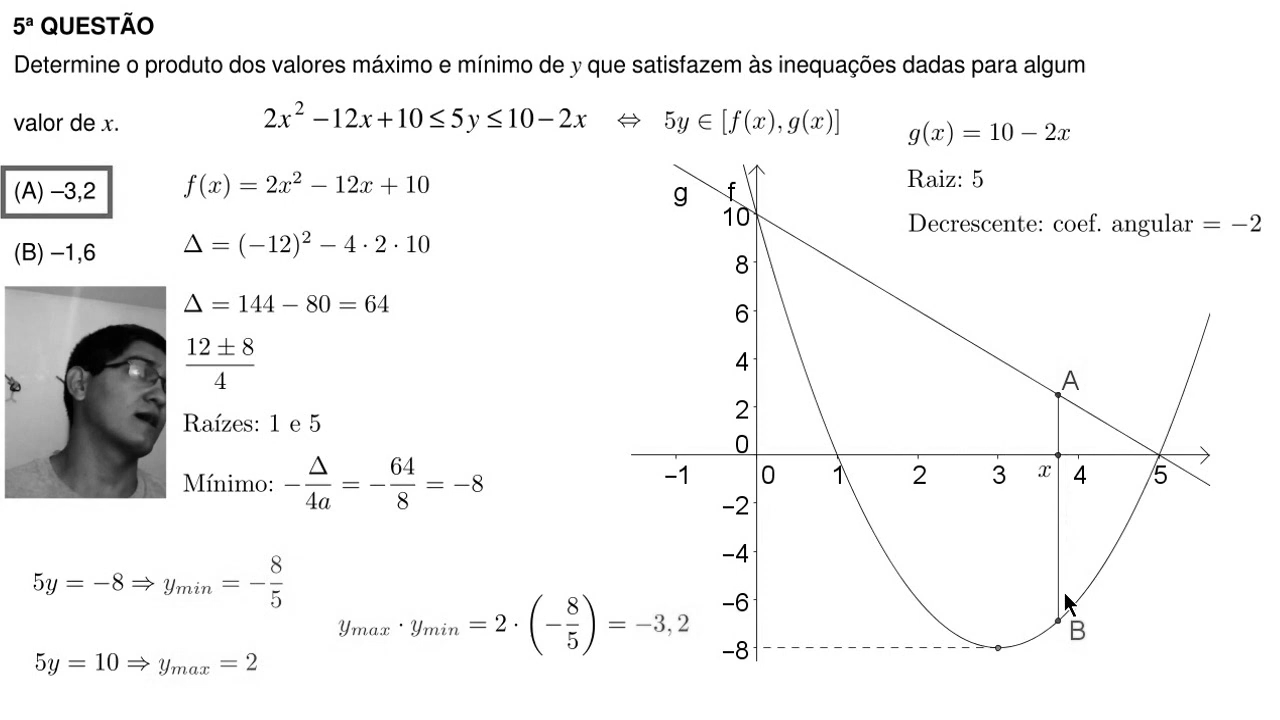 5ª QUESTÃO
Determine o produto dos valores máximo e mínimo de y que satisfazem às inequações dadas para algum
valor de x.
2x² −12x+10 ≤ 5y ≤ 10−2x ⇔ 5y ∈ [f(x), g(x)]
g(x) = 10 − 2x
Raiz: 5
Decrescente: coef. angular = −2
(A) –3,2
(B) –1,6
f(x) = 2x² − 12x + 10
Δ = (−12)² − 4 · 2 · 10
Δ = 144 − 80 = 64
12 ± 8
4
Raízes: 1 e 5
Mínimo: −Δ/4a = −64/8 = −8
5y = −8 ⇒ ymin = −8/5
5y = 10 ⇒ ymax = 2
ymax · ymin = 2 · (−8/5) = −3, 2
g
f
10
8
6
4
2
0
−2
−4
−6
−8
−1 0 1 2 3 x 4 5
A
B